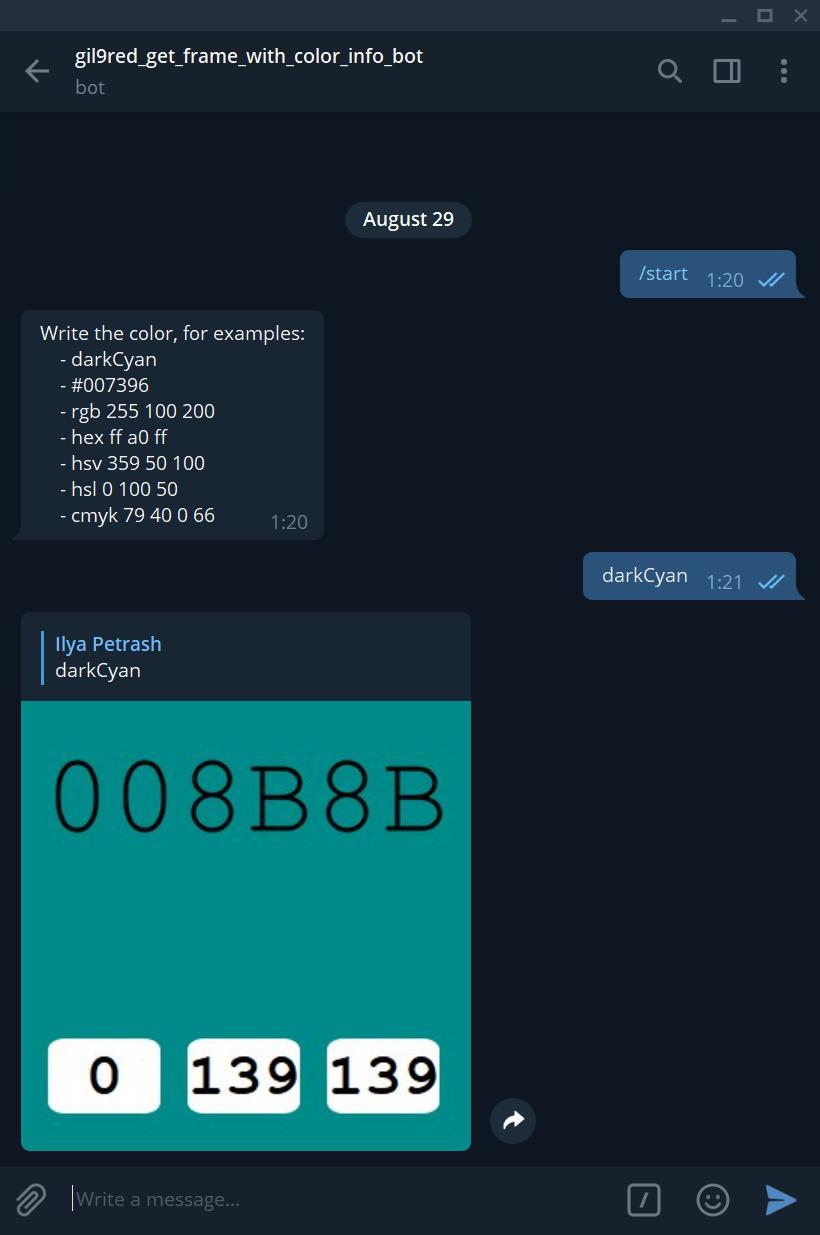 gil9red_get_frame_with_color_info_bot
bot
August 29
/start 1:20
Write the color, for examples:
- darkCyan
- #007396
- rgb 255 100 200
- hex ff a0 ff
- hsv 359 50 100
- hsl 0 100 50
- cmyk 79 40 0 66 1:20
darkCyan 1:21
Ilya Petrash
darkCyan
008B8B
0 139 139
Write a message...